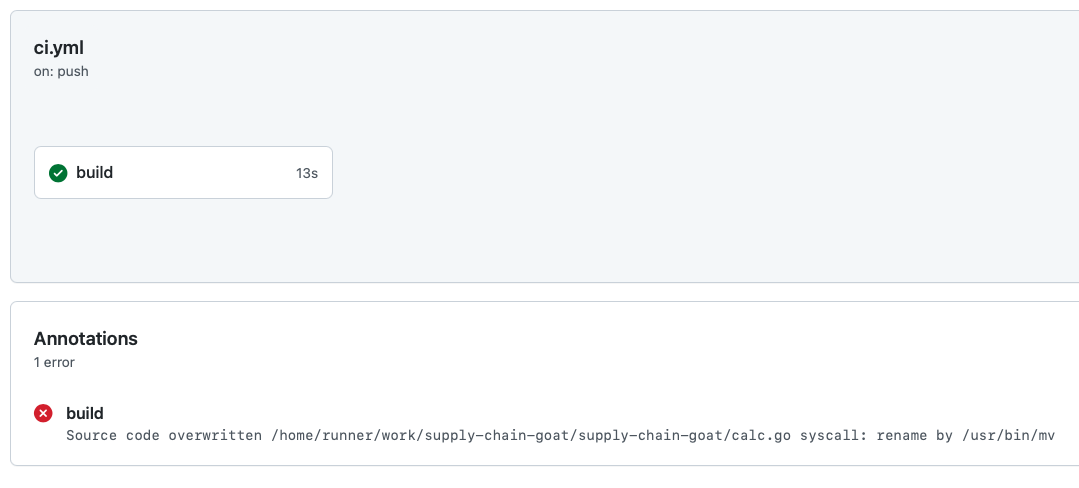 ci.yml
on: push
build 13s
Annotations
1 error
build
Source code overwritten /home/runner/work/supply-chain-goat/supply-chain-goat/calc.go syscall: rename by /usr/bin/mv